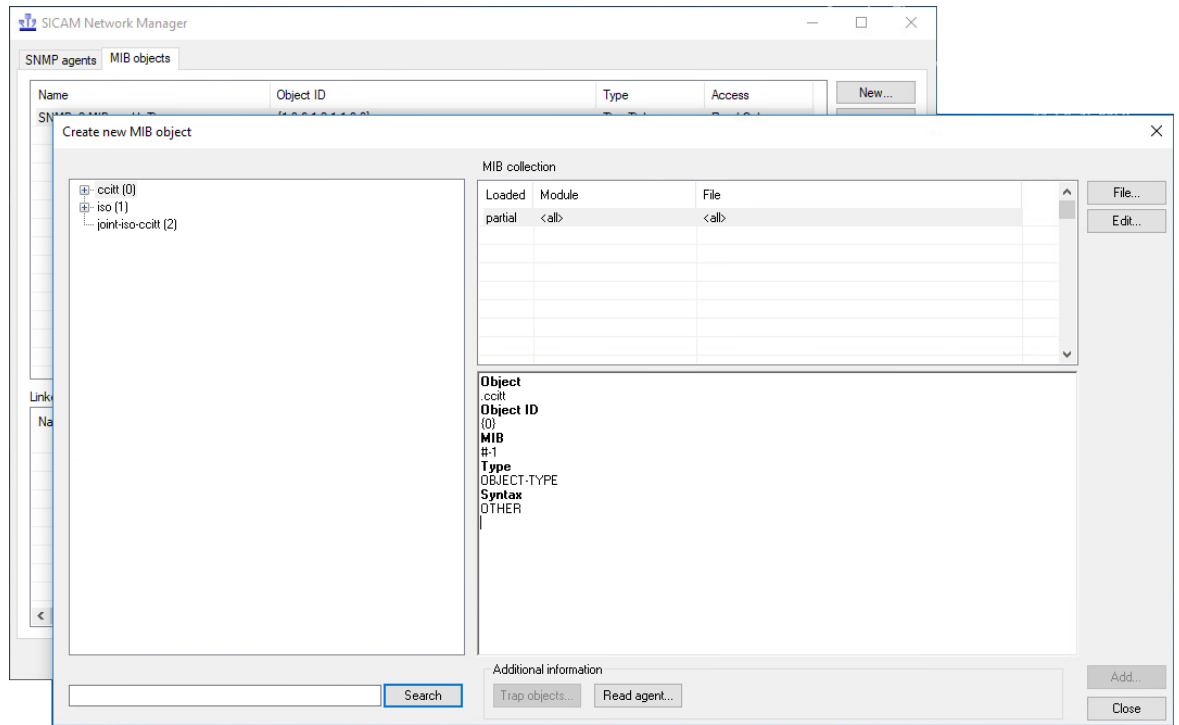 SICAM Network Manager
SNMP agents MIB objects
Name Object ID Type Access New...
Create new MIB object
MIB collection
ccitt (0)
iso (1)
joint-iso-ccitt (2)
Loaded Module File
partial <all> <all>
File...
Edit...
Object
.ccitt
Object ID
{0}
MIB
#-1
Type
OBJECT-TYPE
Syntax
OTHER
Additional information
Search Trap objects... Read agent...
Add...
Close